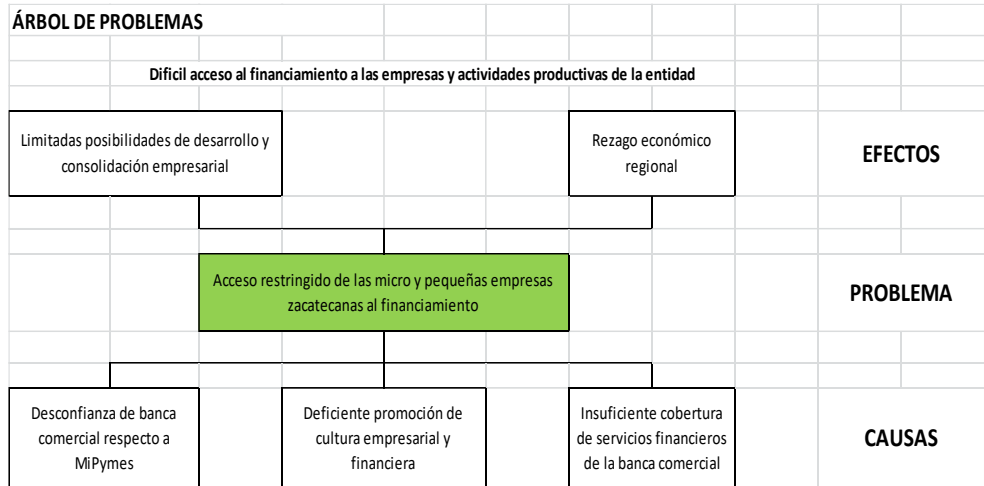 ÁRBOL DE PROBLEMAS
Dificil acceso al financiamiento a las empresas y actividades productivas de la entidad
Limitadas posibilidades de desarrollo y
consolidación empresarial
Rezago económico
regional
EFECTOS
Acceso restringido de las micro y pequeñas empresas
zacatecanas al financiamiento
PROBLEMA
Desconfianza de banca
comercial respecto a
MiPymes
Deficiente promoción de
cultura empresarial y
financiera
Insuficiente cobertura
de servicios financieros
de la banca comercial
CAUSAS